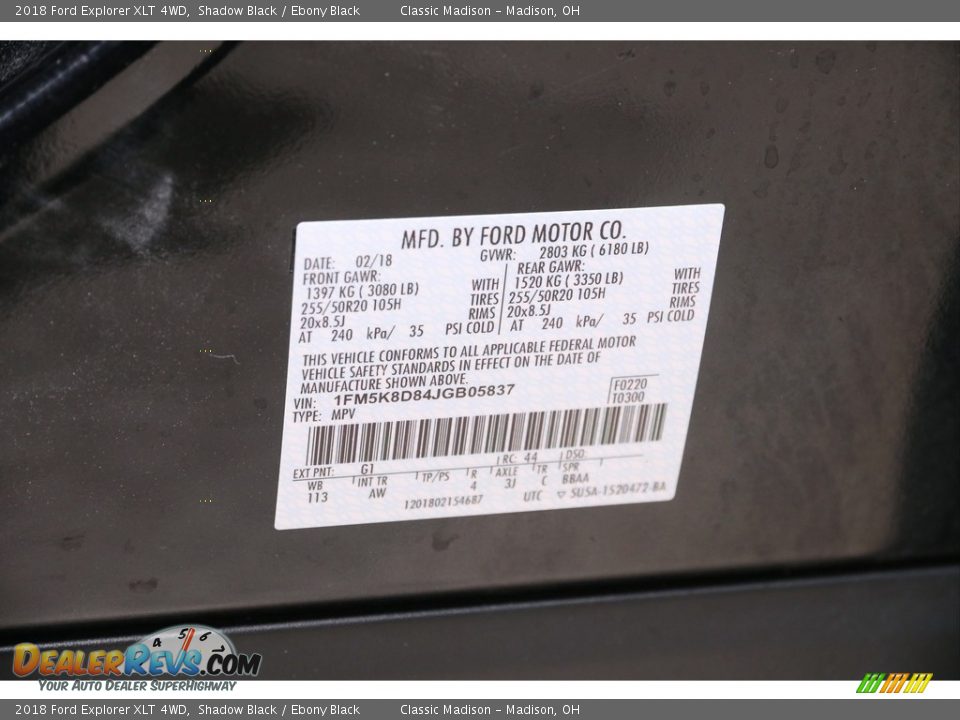 2018 Ford Explorer XLT 4WD, Shadow Black / Ebony Black Classic Madison - Madison, OH
MFD. BY FORD MOTOR CO.
DATE: 02/18 GVWR: 2803 KG ( 6180 LB)
FRONT GAWR: REAR GAWR:
1397 KG ( 3080 LB) WITH 1520 KG ( 3350 LB) WITH
255/50R20 105H TIRES 255/50R20 105H TIRES
20x8.5J RIMS 20x8.5J RIMS
AT 240 kPa/ 35 PSI COLD AT 240 kPa/ 35 PSI COLD
THIS VEHICLE CONFORMS TO ALL APPLICABLE FEDERAL MOTOR
VEHICLE SAFETY STANDARDS IN EFFECT ON THE DATE OF
MANUFACTURE SHOWN ABOVE.
VIN: 1FM5K8D84JGB05837 F0220
TYPE: MPV T0300
EXT PNT: G1 RC: 44 DSO:
WB INT TR TP/PS R AXLE TR SPR
113 AW 4 3J C BBAA
1201802154687 UTC ▽ 5U5A-1520472-BA
DealerRevs.com
Your Auto Dealer SuperHighway
4 5 6
2018 Ford Explorer XLT 4WD, Shadow Black / Ebony Black Classic Madison - Madison, OH